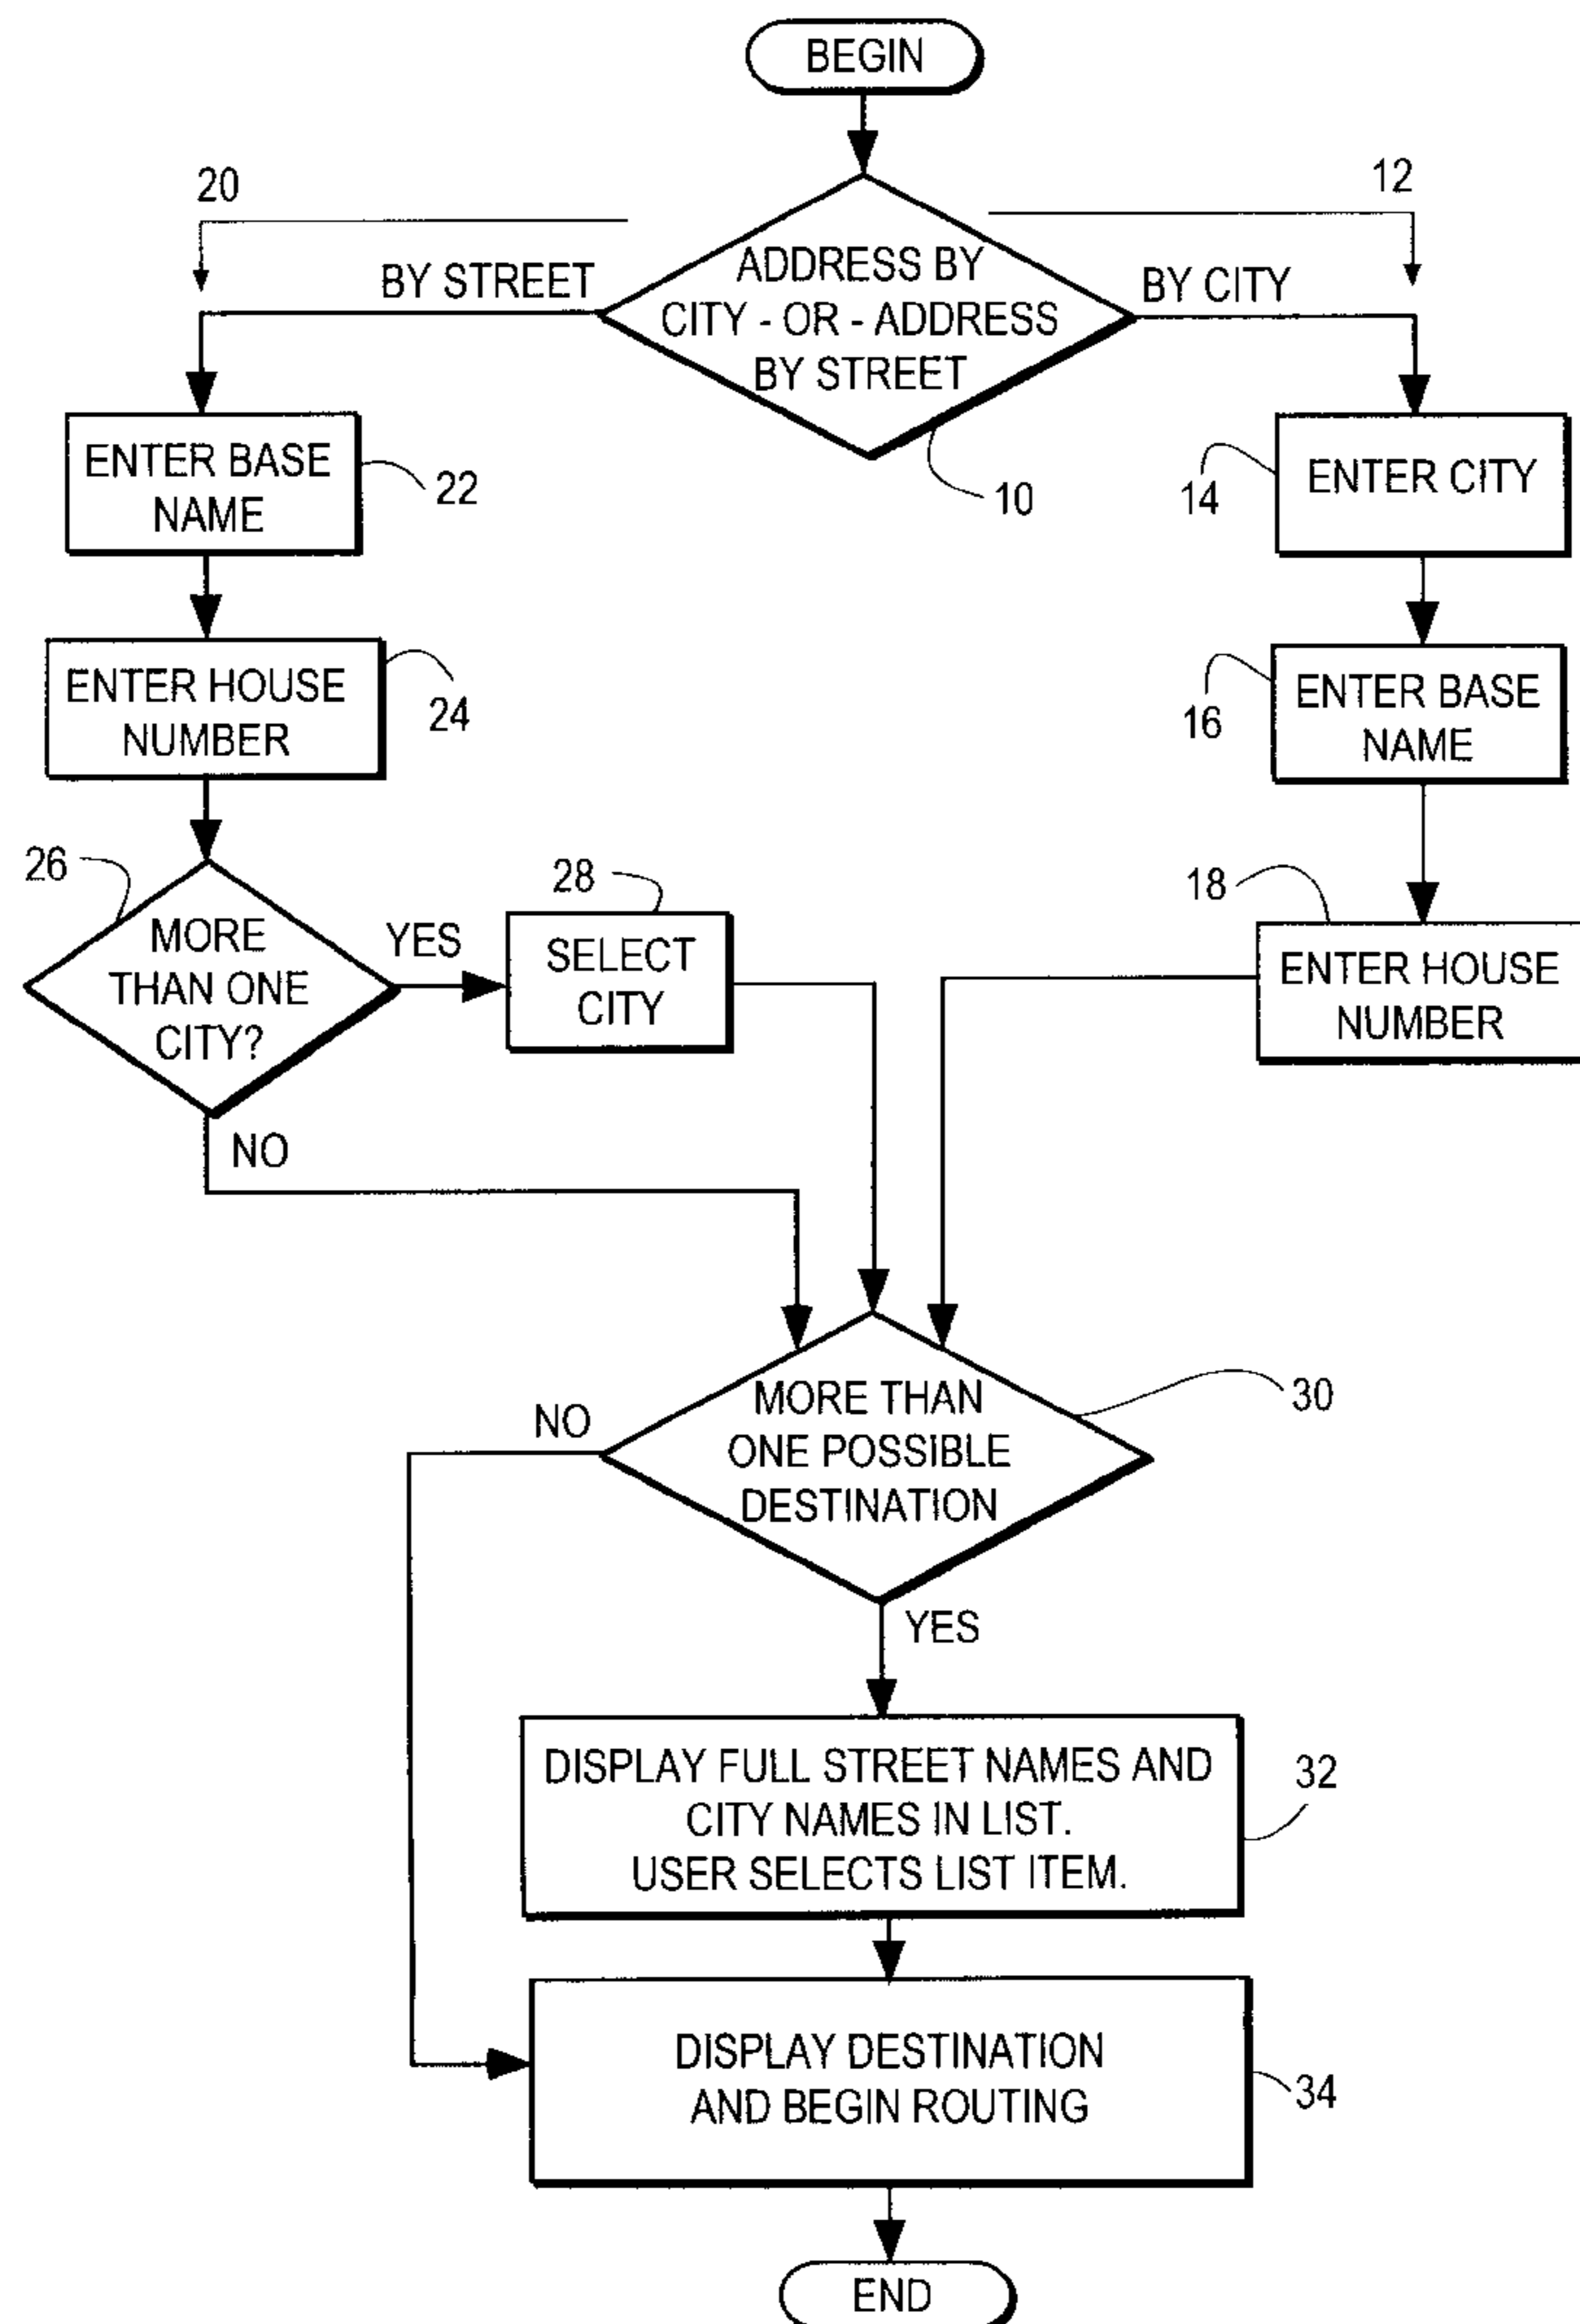 BEGIN
20
12
BY STREET
ADDRESS BY
CITY - OR - ADDRESS
BY STREET
BY CITY
10
ENTER BASE
NAME
22
14
ENTER CITY
ENTER HOUSE
NUMBER
24
16
ENTER BASE
NAME
26
MORE
THAN ONE
CITY?
YES
NO
28
SELECT
CITY
18
ENTER HOUSE
NUMBER
MORE THAN
ONE POSSIBLE
DESTINATION
30
NO
YES
DISPLAY FULL STREET NAMES AND
CITY NAMES IN LIST.
USER SELECTS LIST ITEM.
32
DISPLAY DESTINATION
AND BEGIN ROUTING
34
END